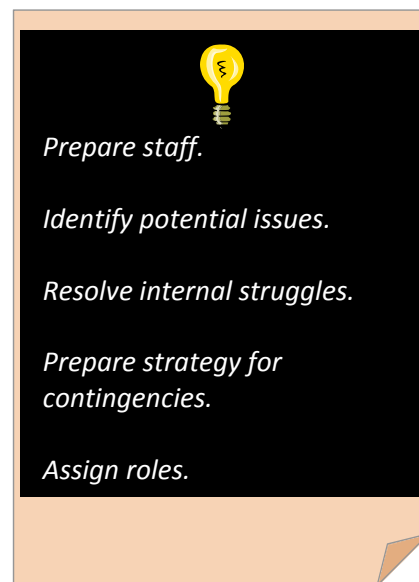 Prepare staff.
Identify potential issues.
Resolve internal struggles.
Prepare strategy for
contingencies.
Assign roles.